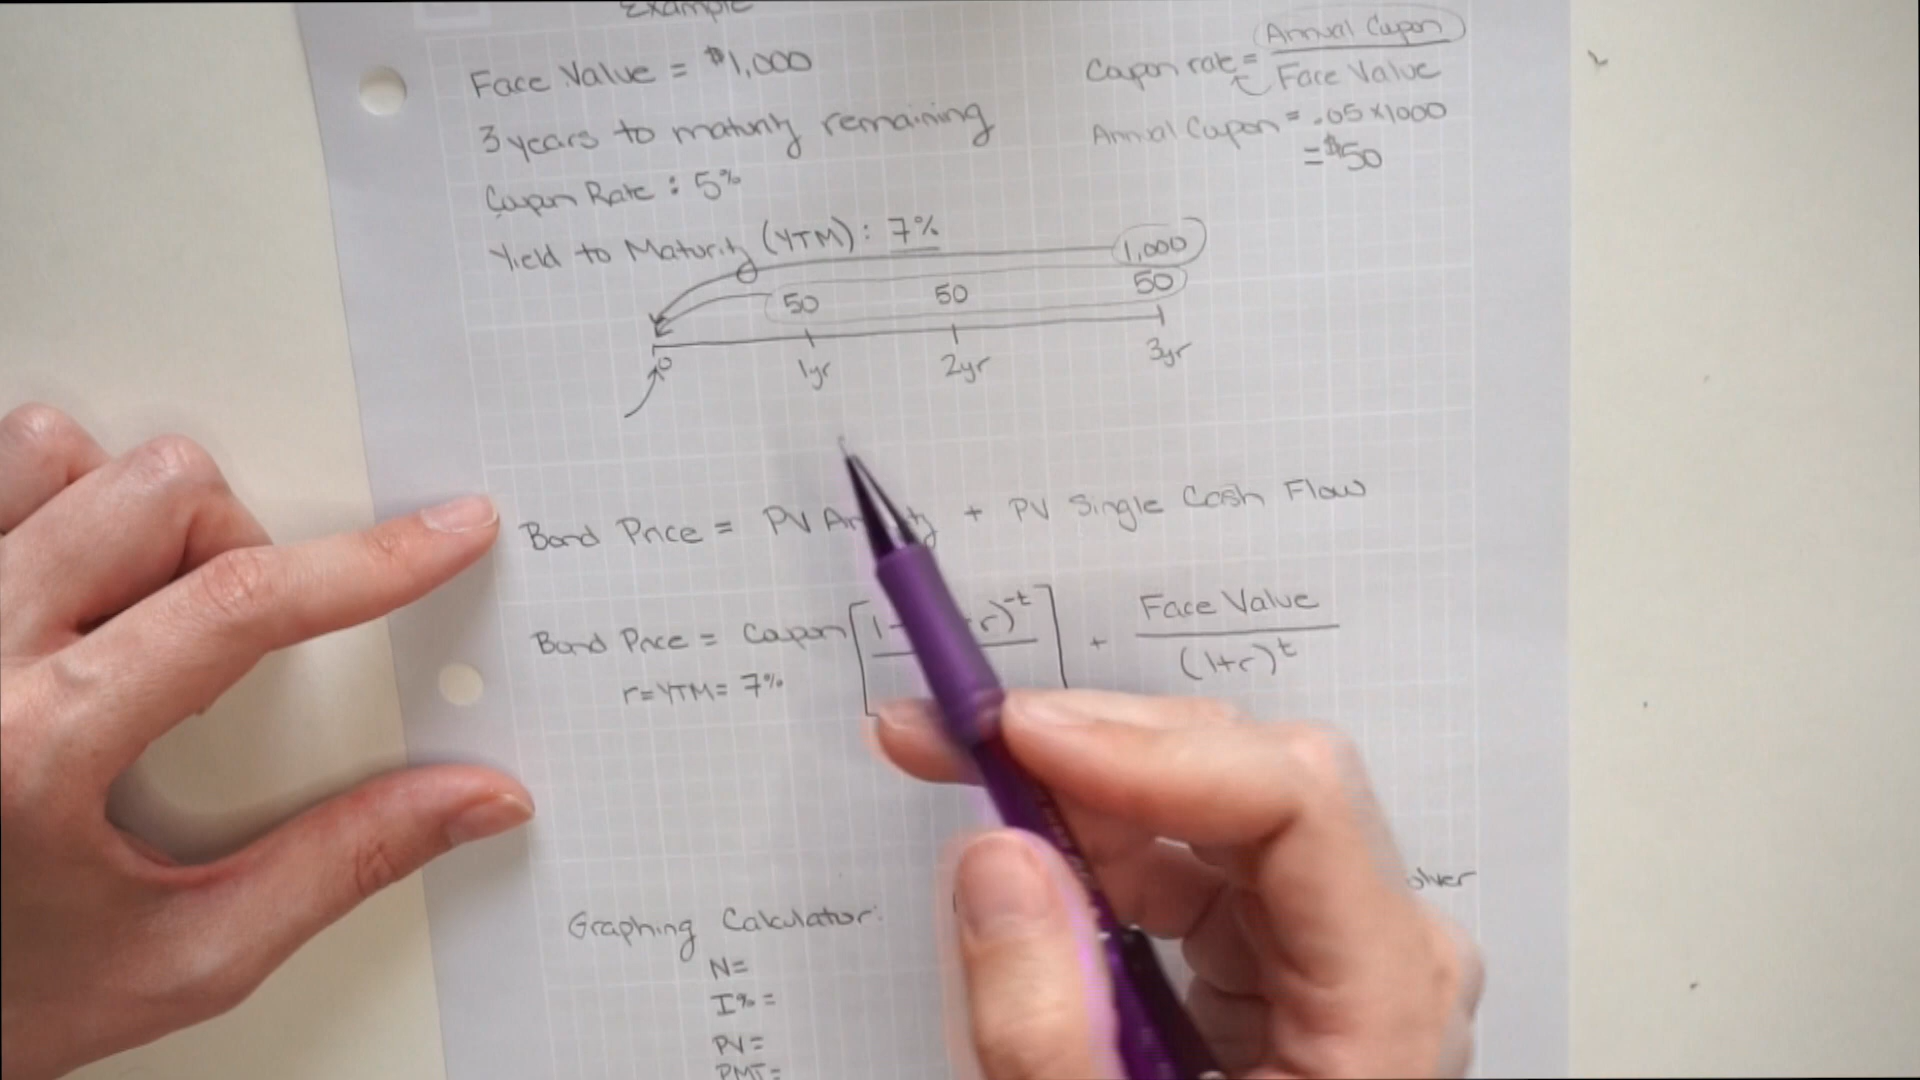 Example
Face Value = $1,000
3 years to maturity remaining
Coupon Rate : 5%
Yield to Maturity (YTM) : 7%
Coupon rate = Annual Coupon / Face Value
Annual Coupon = .05 x 1000
= $50
1,000
50 50 50
0 1yr 2yr 3yr
Bond Price = PV + PV Single Cash Flow
Bond Price = Coupon [ 1- r)^-t ] + Face Value / (1+r)^t
r = YTM = 7%
Graphing Calculator:
N=
I% =
PV=
PMT=